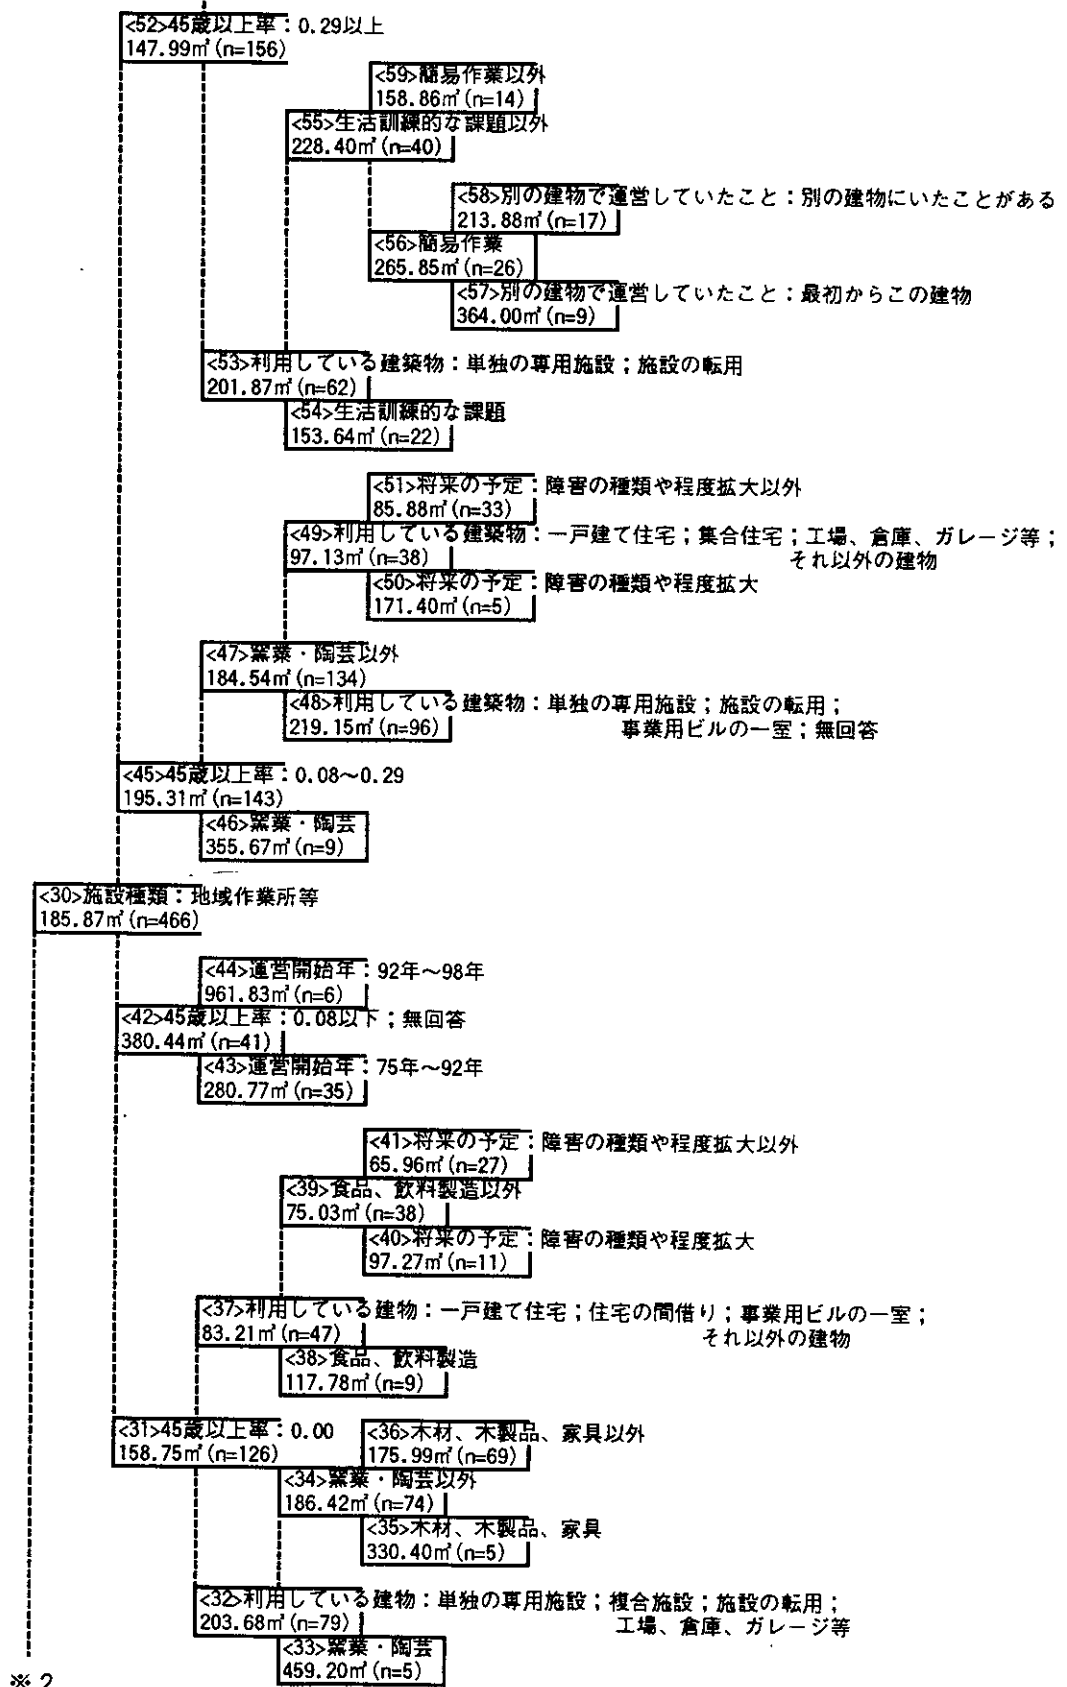 <52>45歳以上率：0.29以上
147.99㎡(n=156)
<59>簡易作業以外
158.86㎡(n=14)
<55>生活訓練的な課題以外
228.40㎡(n=40)
<58>別の建物で運営していたこと：別の建物にいたことがある
213.88㎡(n=17)
<56>簡易作業
265.85㎡(n=26)
<57>別の建物で運営していたこと：最初からこの建物
364.00㎡(n=9)
<53>利用している建築物：単独の専用施設；施設の転用
201.87㎡(n=62)
<54>生活訓練的な課題
153.64㎡(n=22)
<51>将来の予定：障害の種類や程度拡大以外
85.88㎡(n=33)
<49>利用している建築物：一戸建て住宅；集合住宅；工場、倉庫、ガレージ等；
それ以外の建物
97.13㎡(n=38)
<50>将来の予定：障害の種類や程度拡大
171.40㎡(n=5)
<47>窯業・陶芸以外
184.54㎡(n=134)
<48>利用している建築物：単独の専用施設；施設の転用；
事業用ビルの一室；無回答
219.15㎡(n=96)
<45>45歳以上率：0.08～0.29
195.31㎡(n=143)
<46>窯業・陶芸
355.67㎡(n=9)
<30>施設種類：地域作業所等
185.87㎡(n=466)
<44>運営開始年：92年～98年
961.83㎡(n=6)
<42>45歳以上率：0.08以下；無回答
380.44㎡(n=41)
<43>運営開始年：75年～92年
280.77㎡(n=35)
<41>将来の予定：障害の種類や程度拡大以外
65.96㎡(n=27)
<39>食品、飲料製造以外
75.03㎡(n=38)
<40>将来の予定：障害の種類や程度拡大
97.27㎡(n=11)
<37>利用している建物：一戸建て住宅；住宅の間借り；事業用ビルの一室；
それ以外の建物
83.21㎡(n=47)
<38>食品、飲料製造
117.78㎡(n=9)
<31>45歳以上率：0.00
158.75㎡(n=126)
<36>木材、木製品、家具以外
175.99㎡(n=69)
<34>窯業・陶芸以外
186.42㎡(n=74)
<35>木材、木製品、家具
330.40㎡(n=5)
<32>利用している建物：単独の専用施設；複合施設；施設の転用；
工場、倉庫、ガレージ等
203.68㎡(n=79)
<33>窯業・陶芸
459.20㎡(n=5)
※２